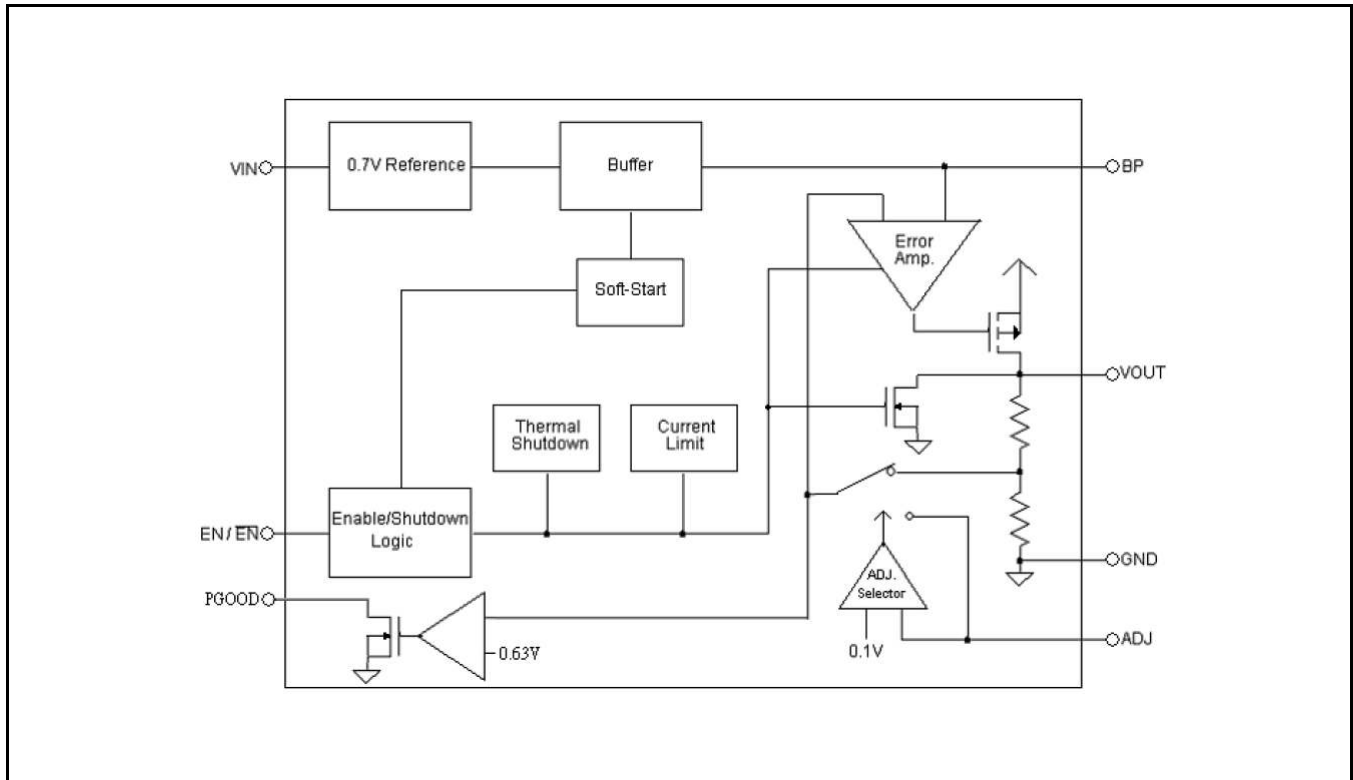 VIN
0.7V Reference
Buffer
BP
Error
Amp.
Soft-Start
VOUT
Thermal
Shutdown
Current
Limit
EN/E̅N̅
Enable/Shutdown
Logic
GND
PGOOD
ADJ.
Selector
0.63V
0.1V
ADJ